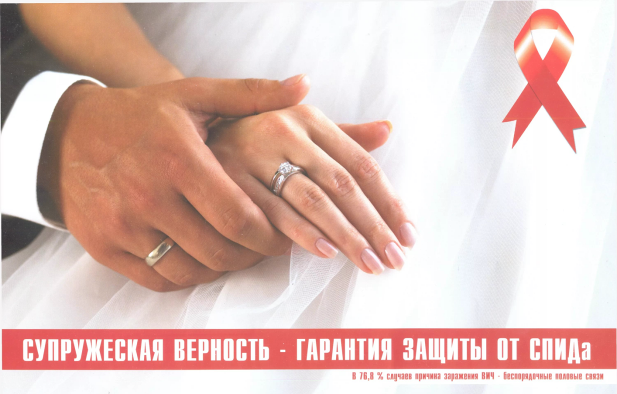 СУПРУЖЕСКАЯ ВЕРНОСТЬ - ГАРАНТИЯ ЗАЩИТЫ ОТ СПИДа
В 76,8 % случаев причина заражения ВИЧ - беспорядочные половые связи